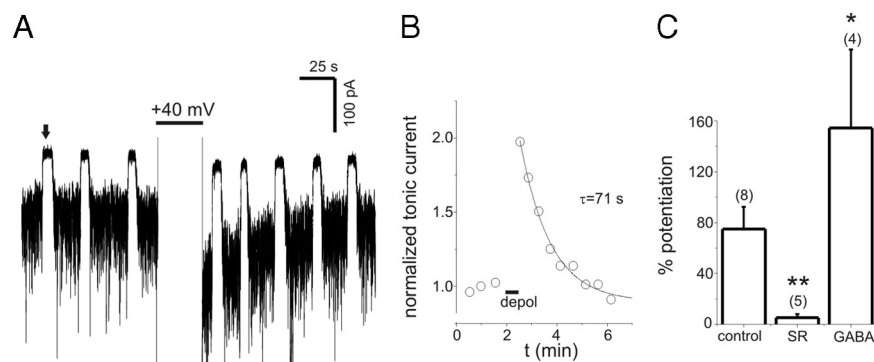 A
25 s
100 pA
+40 mV
B
normalized tonic current
2.0
1.5
1.0
τ=71 s
depol
0
2
4
6
t (min)
C
% potentiation
160
120
80
40
0
(8)
**
(5)
*
(4)
control
SR
GABA